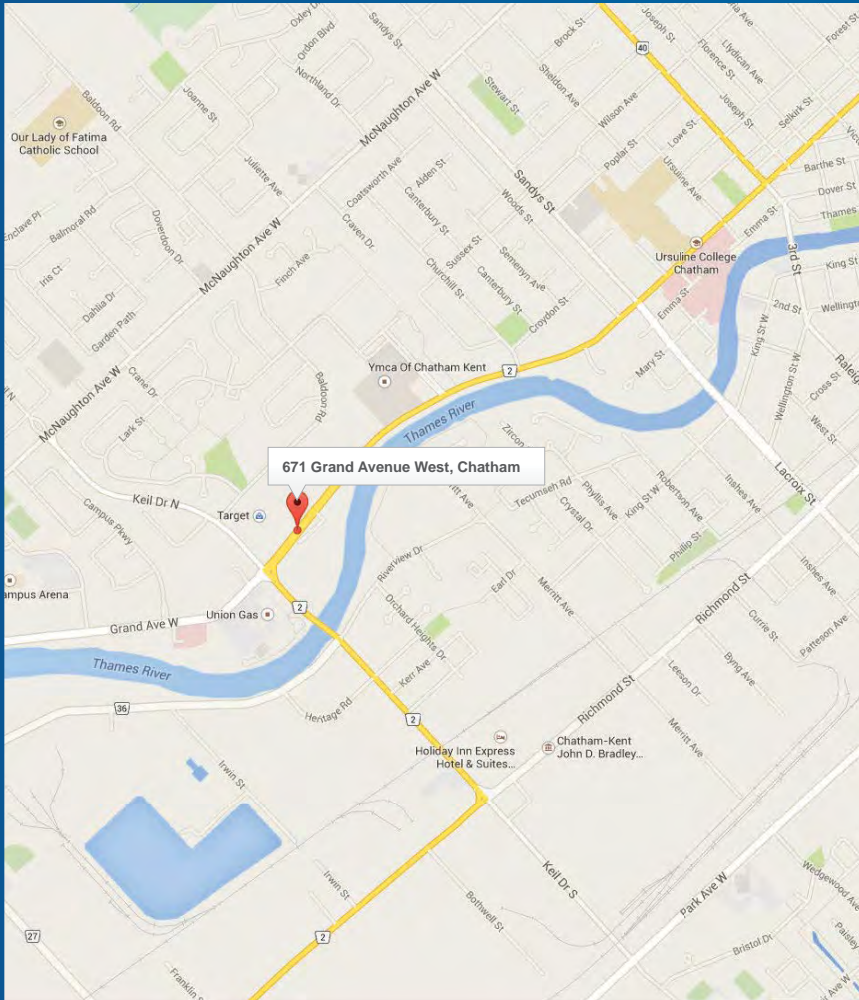 Oxley D
Sandys St
Brock St
Joseph St
Llydican Ave
Forest St
Ordon Blvd
40
Florence St
Northland Dr
Sheldon Ave
Joseph St
Baldoon Rd
McNaughton Ave W
Stewart St
Wilson Ave
Selkirk St
Joanne St
Lowe St
Our Lady of Fatima
Catholic School
Poplar St
Juliette Ave
Coatsworth Ave
Alden St
Sandys St
Ursuline Ave
Barthe St
Canterbury St
Woods St
Dover St
Enclave Pl
Balmoral Rd
Doverdoon Dr
Craven Dr
Sussex St
Emma St
Thames
McNaughton Ave W
Finch Ave
Semenyn Ave
Ursuline College
Chatham
3rd St
Iris Ct
Churchill St
Canterbury St
King St
Dahlia Dr
Croydon St
Emma St
2nd St
Wellingt
Garden Path
Ymca Of Chatham Kent
2
Mary St
King St W
Wellington St W
Raleig
McNaughton Ave W
Crane Dr
Baldoon Rd
Cross St
Lark St
Thames River
Zircon
West St
671 Grand Avenue West, Chatham
Lacroix St
Keil Dr N
Tecumseh Rd
Phyllis Ave
King St W
Robertson Ave
Inshes Ave
Campus Pkwy
Target
Crystal Dr
Phillip St
Riverview Dr
Earl Dr
Merritt Ave
Richmond St
Inshes Ave
ampus Arena
Union Gas
2
Orchard Heights Dr
Currie St
Patteson Ave
Grand Ave W
Byng Ave
Thames River
Kerr Ave
Leeson Dr
36
Heritage Rd
2
Richmond St
Merritt Ave
Holiday Inn Express
Hotel & Suites...
Chatham-Kent
John D. Bradley...
Irwin St
Irwin St
Keil Dr S
Park Ave W
Wedgewood Ave
Bothwell St
27
2
Bristol Dr
Paisley
Franklin S
Ave W